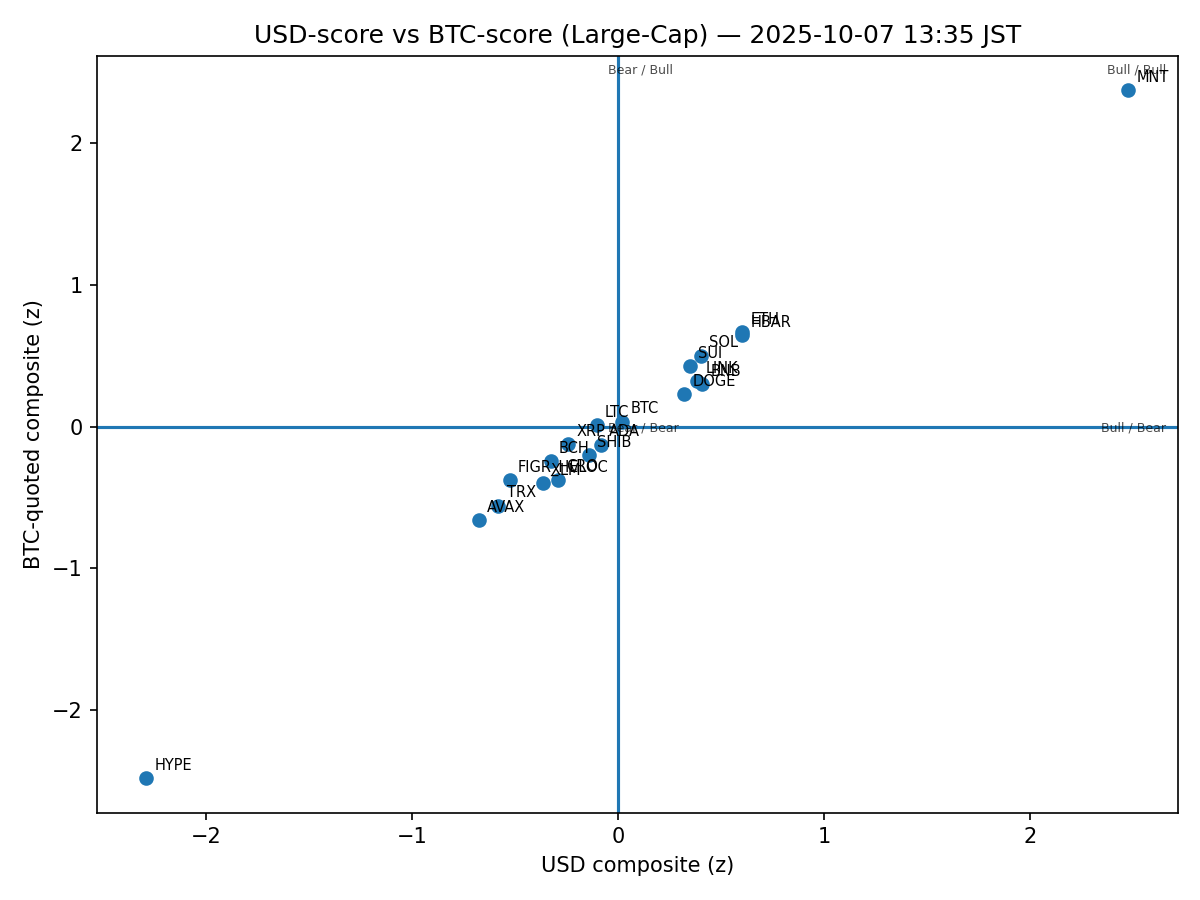 USD-score vs BTC-score (Large-Cap) — 2025-10-07 13:35 JST
Bear / Bull
Bull / Bull
MNT
2
1
ETH
HBAR
SOL
SUI
LINK
BNB
DOGE
BTC
LTC
0
Bear / Bear
Bull / Bear
XRP
ADA
SHIB
BCH
FIGR_HELOC
CRO
XLM
TRX
AVAX
−1
−2
HYPE
−2
−1
0
1
2
USD composite (z)
BTC-quoted composite (z)